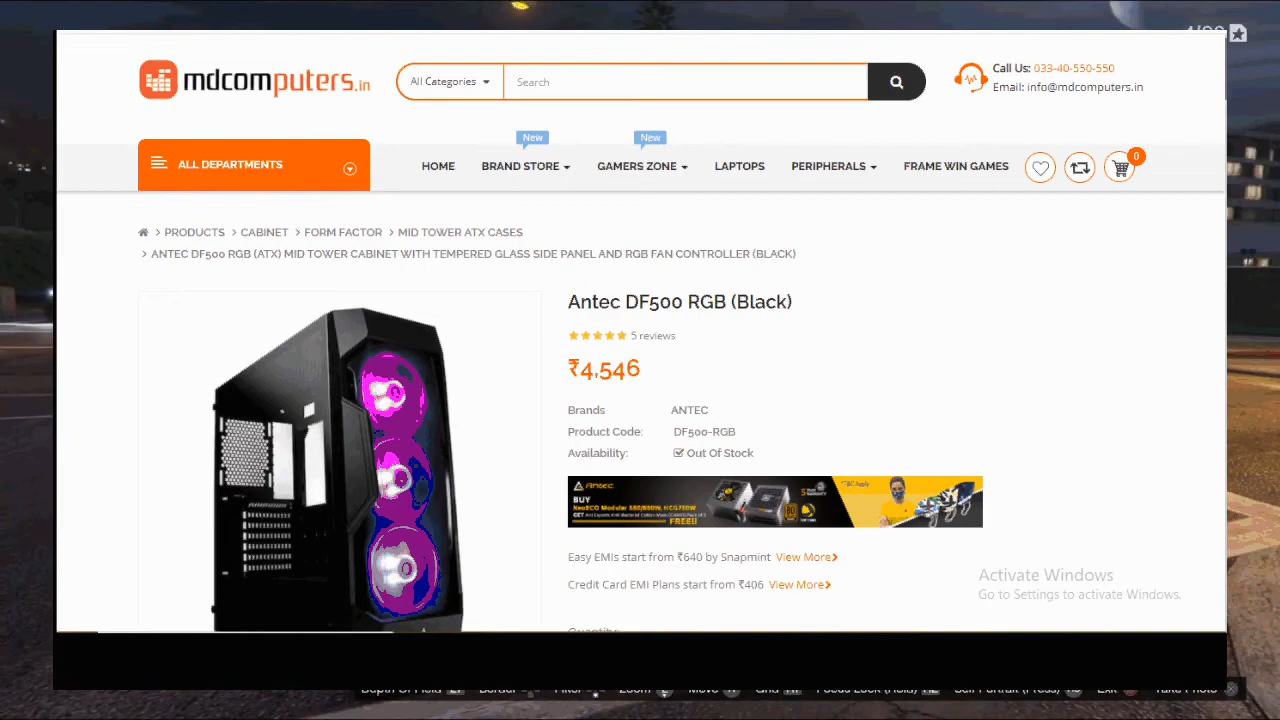 mdcomputers.in
All Categories
Search
Call Us: 033-40-550-550
Email: info@mdcomputers.in
New
New
ALL DEPARTMENTS
HOME
BRAND STORE
GAMERS ZONE
LAPTOPS
PERIPHERALS
FRAME WIN GAMES
0
PRODUCTS > CABINET > FORM FACTOR > MID TOWER ATX CASES
> ANTEC DF500 RGB (ATX) MID TOWER CABINET WITH TEMPERED GLASS SIDE PANEL AND RGB FAN CONTROLLER (BLACK)
Antec DF500 RGB (Black)
5 reviews
₹4,546
Brands ANTEC
Product Code: DF500-RGB
Availability: Out Of Stock
Antec
BUY
FREE!!
Easy EMIs start from ₹640 by Snapmint View More
Credit Card EMI Plans start from ₹406 View More
Activate Windows
Go to Settings to activate Windows.